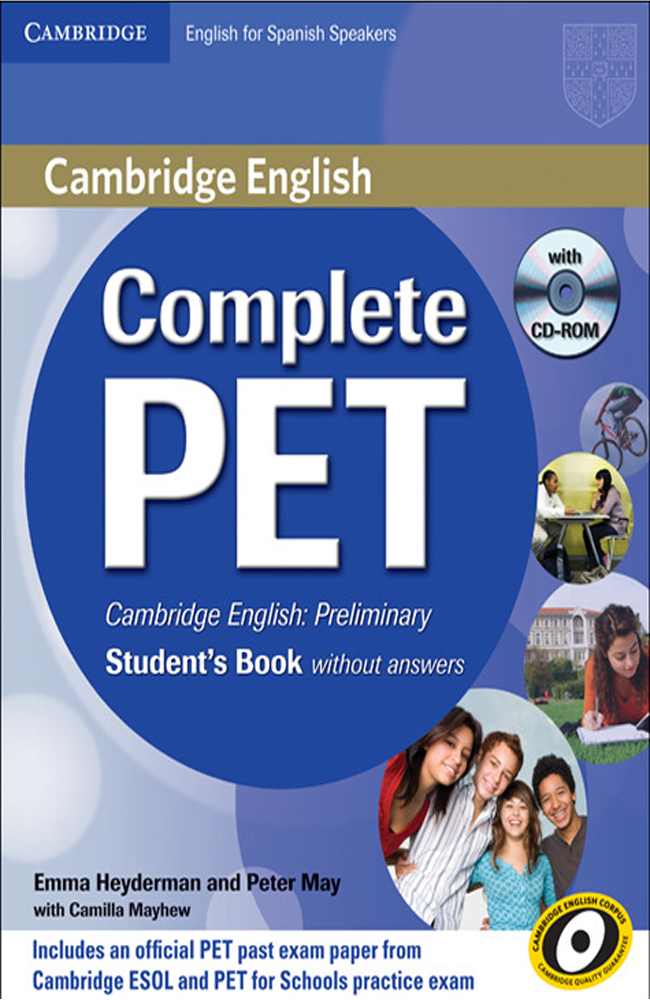 CAMBRIDGE
English for Spanish Speakers
Cambridge English
with
CD-ROM
Complete
PET
Cambridge English: Preliminary
Student's Book without answers
Emma Heyderman and Peter May
with Camilla Mayhew
CAMBRIDGE ENGLISH CORPUS
CAMBRIDGE QUALITY GUARANTEE
Includes an official PET past exam paper from
Cambridge ESOL and PET for Schools practice exam